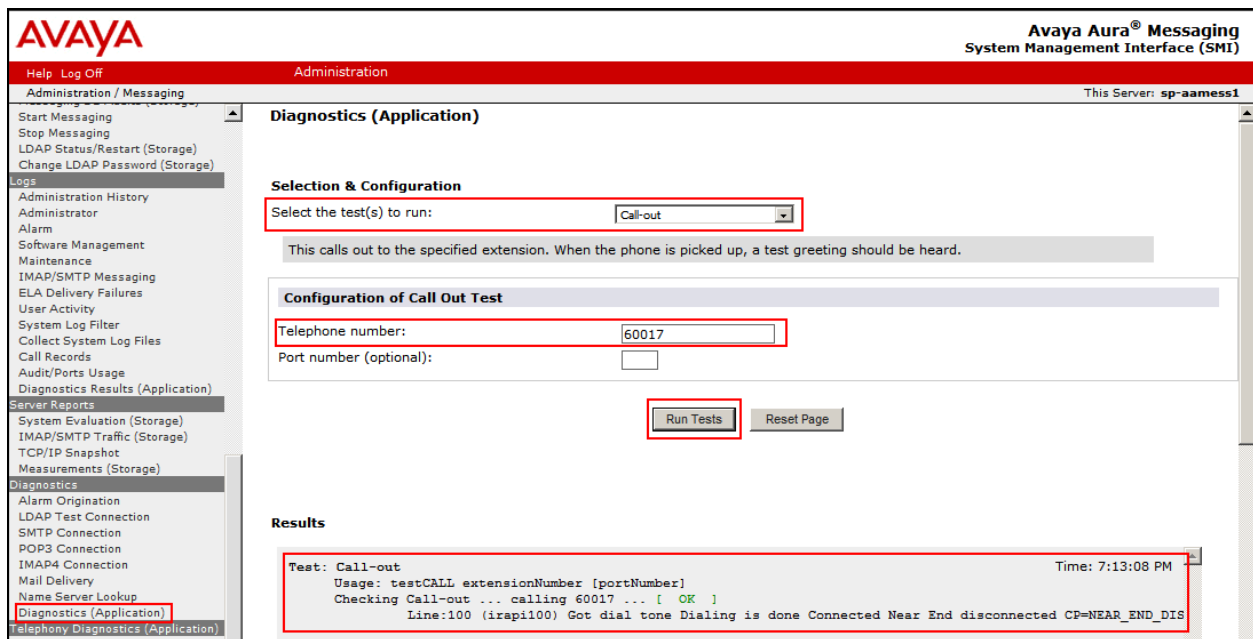 AVAYA
Avaya Aura® Messaging
System Management Interface (SMI)
Help Log Off
Administration
Administration / Messaging
This Server: sp-aamess1
Start Messaging
Stop Messaging
LDAP Status/Restart (Storage)
Change LDAP Password (Storage)
Logs
Administration History
Administrator
Alarm
Software Management
Maintenance
IMAP/SMTP Messaging
ELA Delivery Failures
User Activity
System Log Filter
Collect System Log Files
Call Records
Audit/Ports Usage
Diagnostics Results (Application)
Server Reports
System Evaluation (Storage)
IMAP/SMTP Traffic (Storage)
TCP/IP Snapshot
Measurements (Storage)
Diagnostics
Alarm Origination
LDAP Test Connection
SMTP Connection
POP3 Connection
IMAP4 Connection
Mail Delivery
Name Server Lookup
Diagnostics (Application)
Telephony Diagnostics (Application)
Diagnostics (Application)
Selection & Configuration
Select the test(s) to run: Call-out
This calls out to the specified extension. When the phone is picked up, a test greeting should be heard.
Configuration of Call Out Test
Telephone number: 60017
Port number (optional):
Run Tests Reset Page
Results
Test: Call-out Time: 7:13:08 PM
Usage: testCALL extensionNumber [portNumber]
Checking Call-out ... calling 60017 ... [ OK ]
Line:100 (irapi100) Got dial tone Dialing is done Connected Near End disconnected CP=NEAR_END_DIS